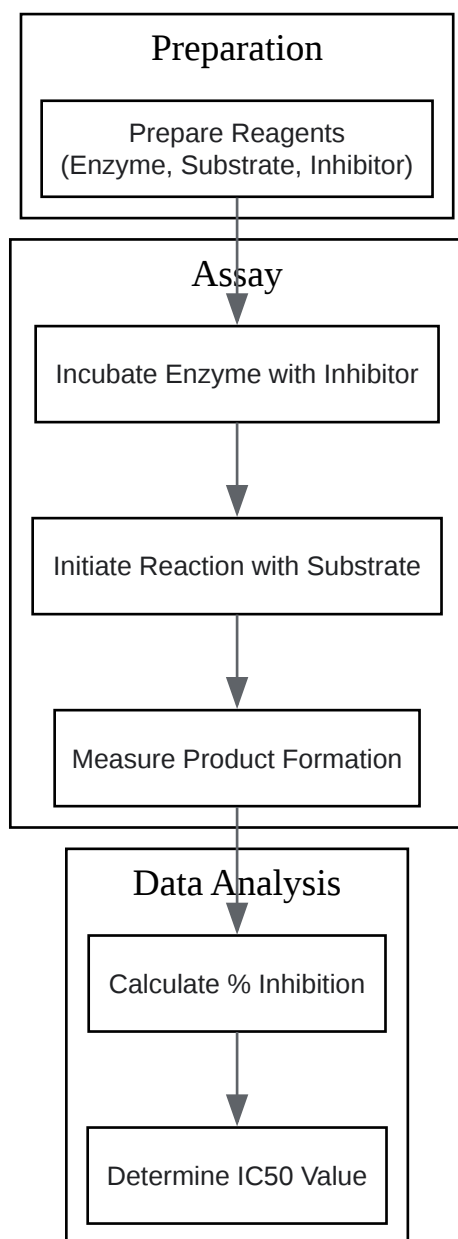 Preparation
Prepare Reagents
(Enzyme, Substrate, Inhibitor)
Assay
Incubate Enzyme with Inhibitor
Initiate Reaction with Substrate
Measure Product Formation
Data Analysis
Calculate % Inhibition
Determine IC50 Value